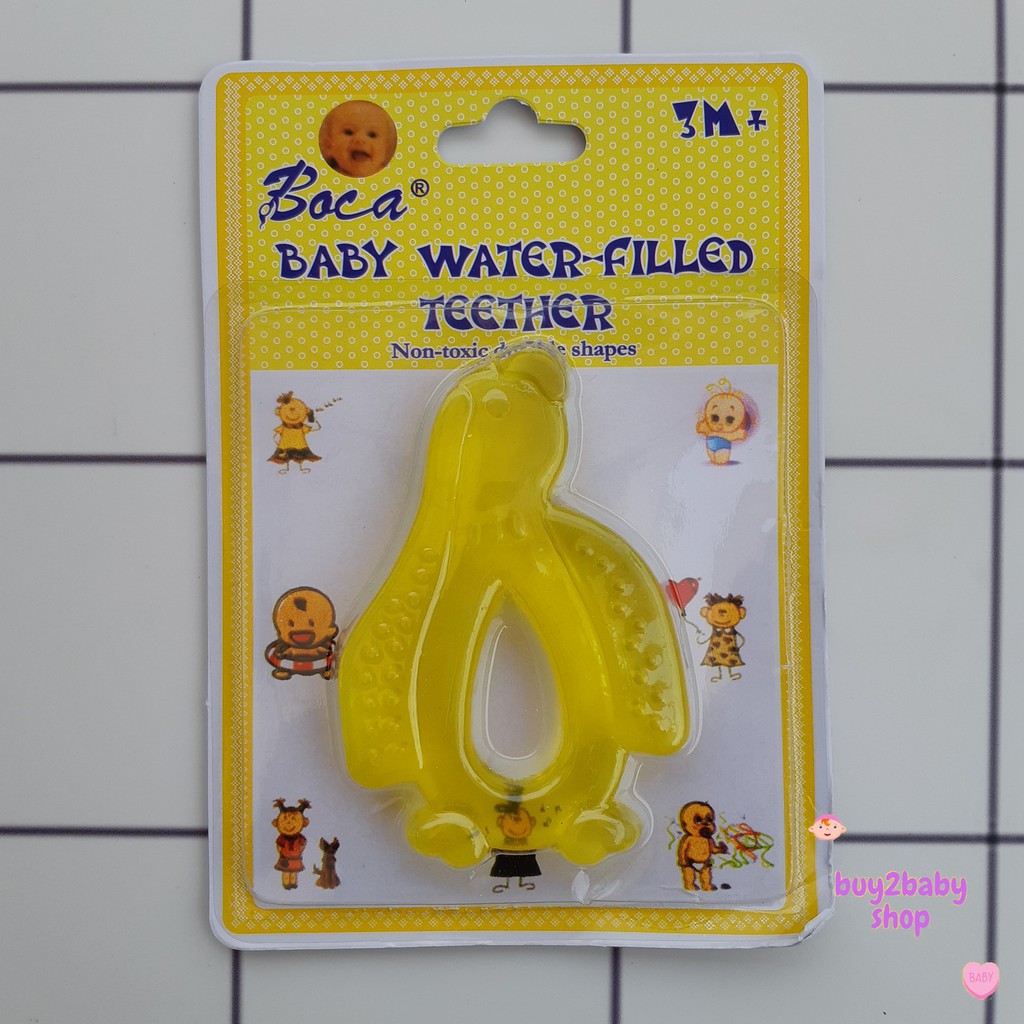 3M+
Boca®
BABY WATER-FILLED
TEETHER
Non-toxic shapes
buy2baby
shop
BABY